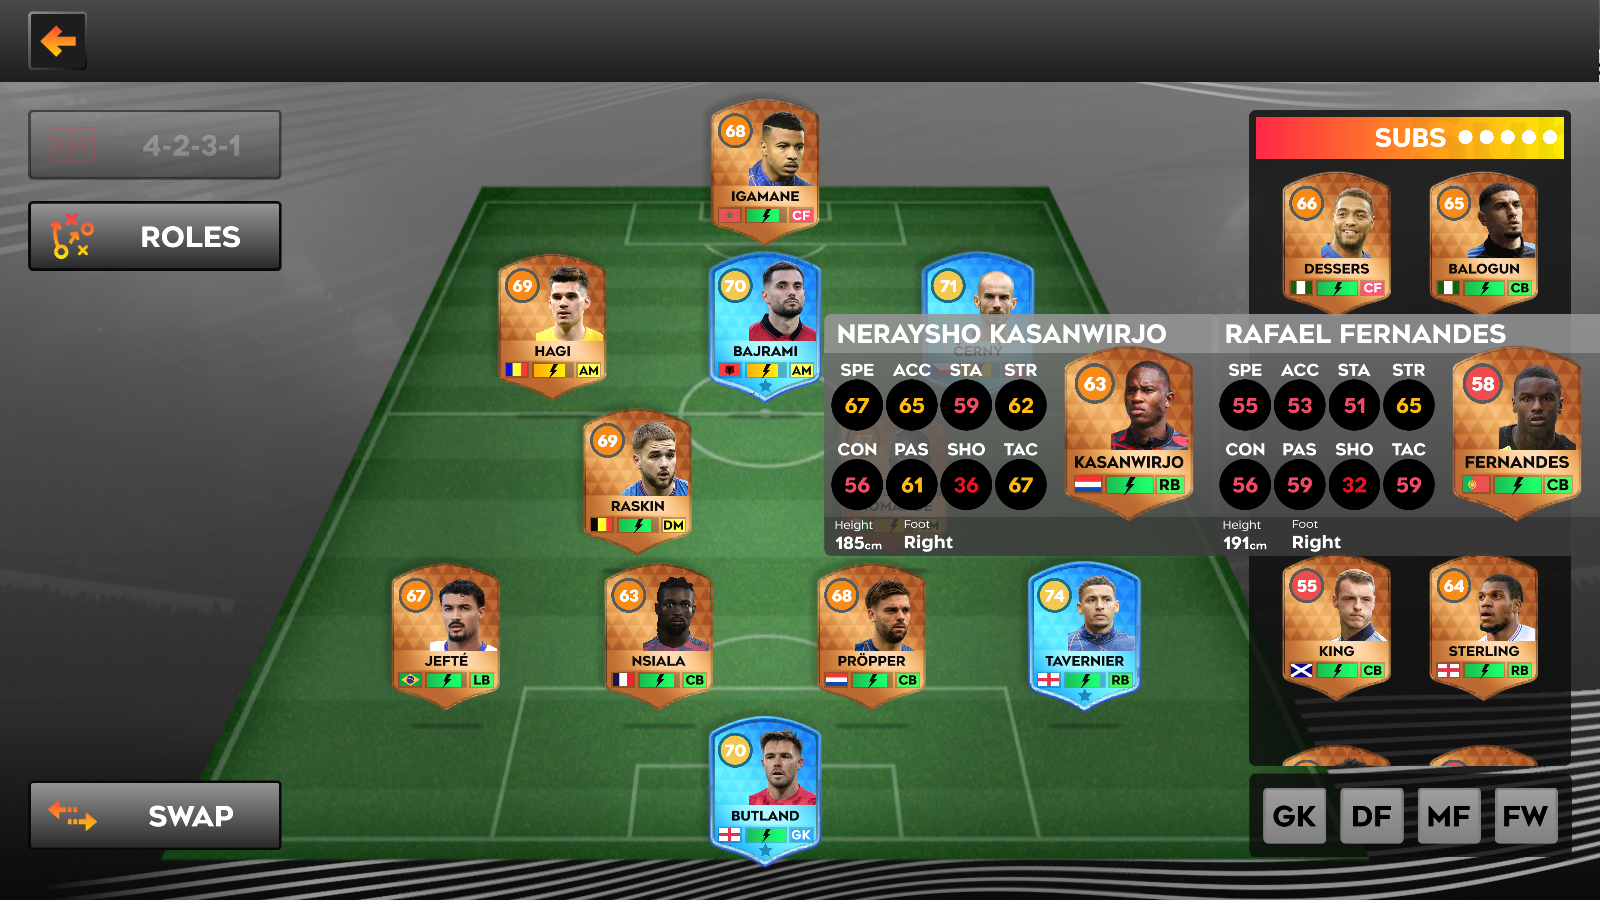 4-2-3-1
ROLES
SWAP
68
IGAMANE
CF
69
HAGI
AM
70
BAJRAMI
AM
71
CERNY
69
RASKIN
DM
67
JEFTÉ
LB
63
NSIALA
CB
68
PRÖPPER
CB
74
TAVERNIER
RB
70
BUTLAND
GK
NERAYSHO KASANWIRJO
SPE ACC STA STR
67 65 59 62
CON PAS SHO TAC
56 61 36 67
Height Foot
185cm Right
63
KASANWIRJO
RB
RAFAEL FERNANDES
SPE ACC STA STR
55 53 51 65
CON PAS SHO TAC
56 59 32 59
Height Foot
191cm Right
58
FERNANDES
CB
SUBS
66
DESSERS
CF
65
BALOGUN
CB
55
KING
CB
64
STERLING
RB
GK DF MF FW